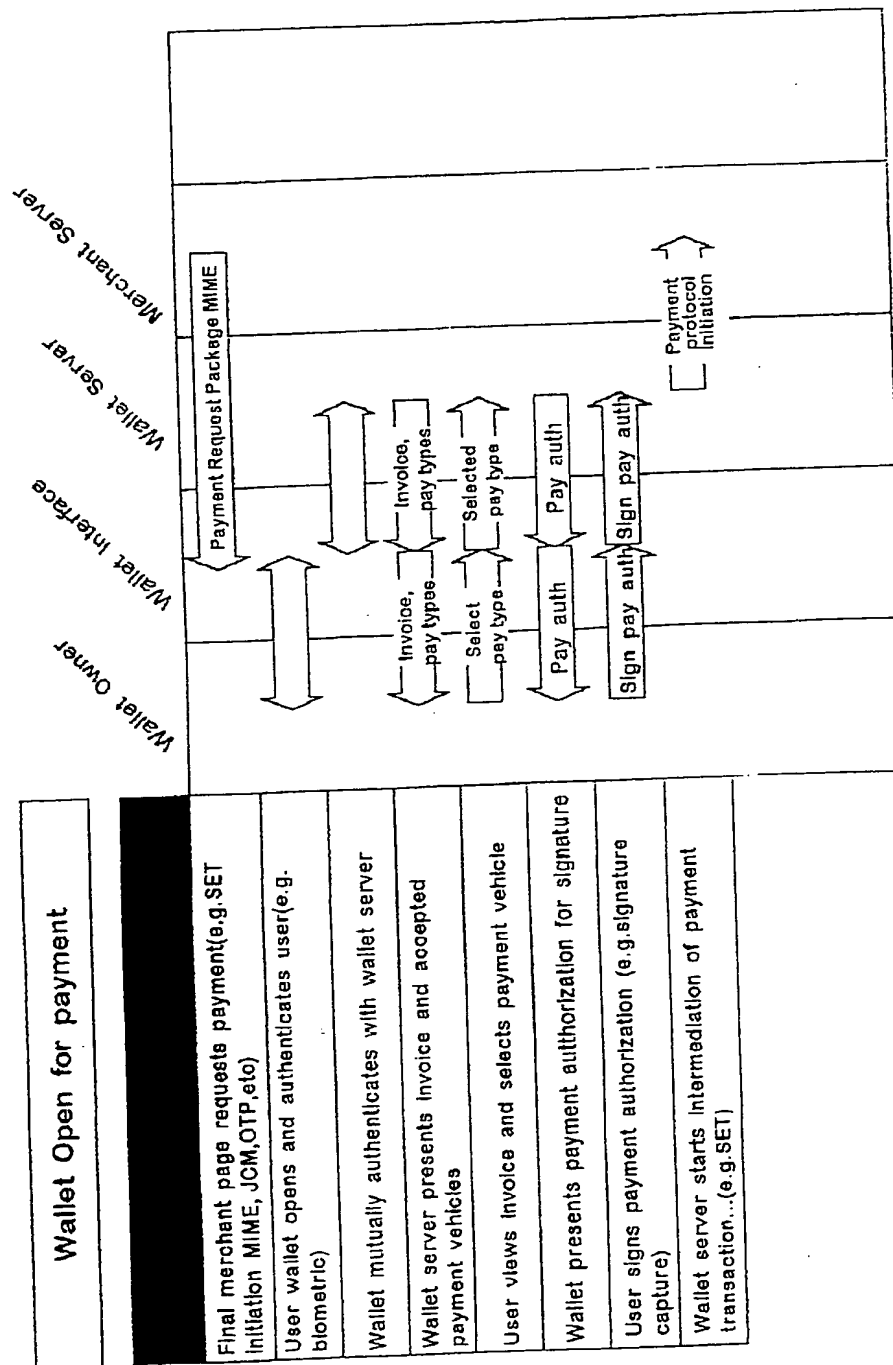 Wallet Open for payment
Wallet Owner
Wallet Interface
Wallet Server
Merchant Server
Final merchant page requests payment(e.g.SET
Initiation MIME, JCM,OTP,etc)
Payment Request Package MIME
User wallet opens and authenticates user(e.g.
biometric)
Wallet mutually authenticates with wallet server
Wallet server presents Invoice and accepted
payment vehicles
Invoice,
pay types
Invoice,
pay types
User views Invoice and selects payment vehicle
Select
pay type
Selected
pay type
Wallet presents payment autthorization for signature
Pay auth
Pay auth
User signs payment authorization (e.g.signature
capture)
Sign pay auth
Sign pay auth
Wallet server starts Intermediation of payment
transaction...(e.g.SET)
Payment
protocol
Initiation